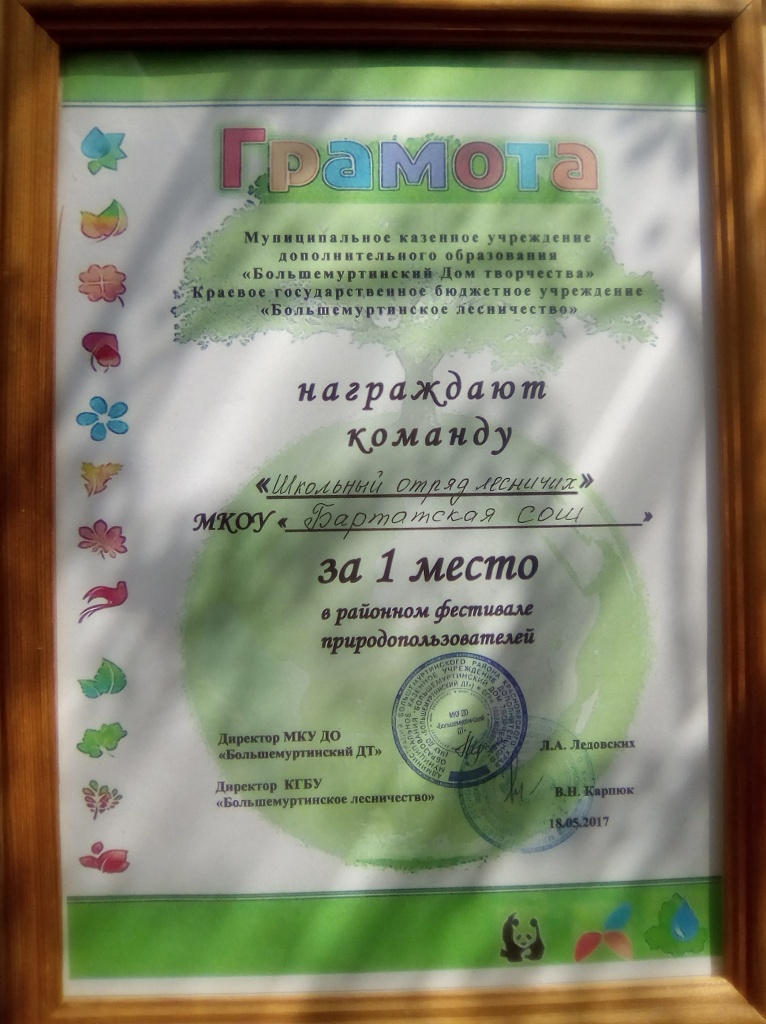 Грамота
Муниципальное казенное учреждение
дополнительного образования
«Большемуртинский Дом творчества»
Краевое государственное бюджетное учреждение
«Большемуртинское лесничество»
награждают
команду
«Школьный отряд лесничих»
МКОУ « Бартатская сош »
за 1 место
в районном фестивале
природопользователей
Директор МКУ ДО
«Большемуртинский ДТ» Л.А. Ледовских
Директор КГБУ
«Большемуртинское лесничество» В.Н. Карпюк
18.05.2017
МКУ ДО